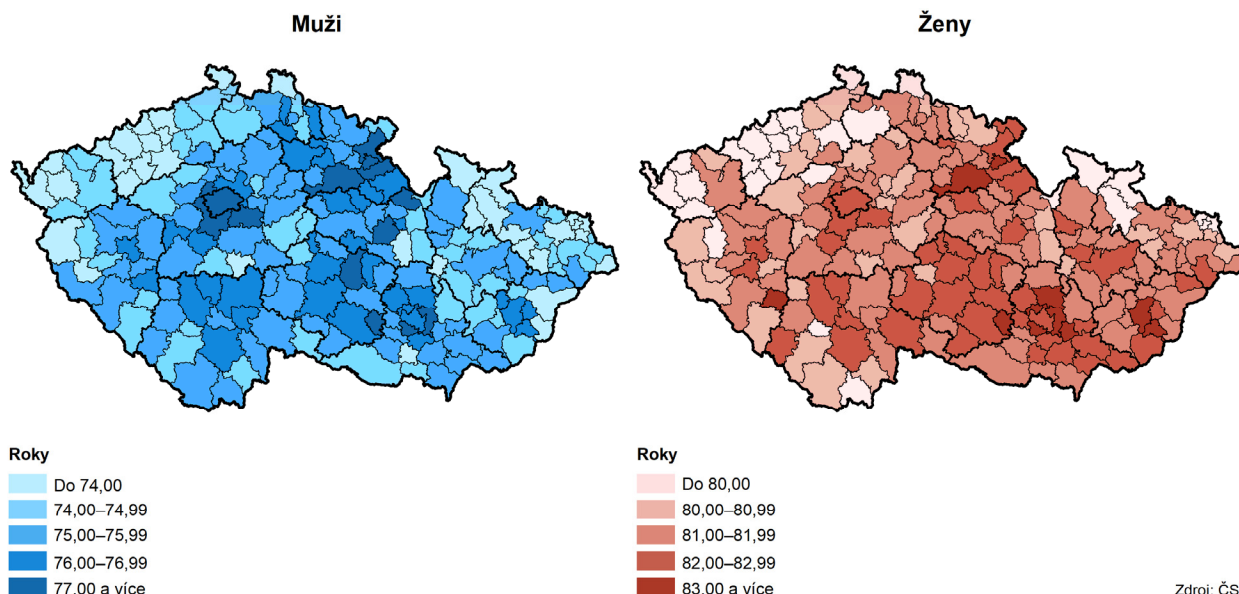 Muži
Ženy
Roky
Do 74,00
74,00–74,99
75,00–75,99
76,00–76,99
77,00 a více
Roky
Do 80,00
80,00–80,99
81,00–81,99
82,00–82,99
83,00 a více
Zdroj: ČS